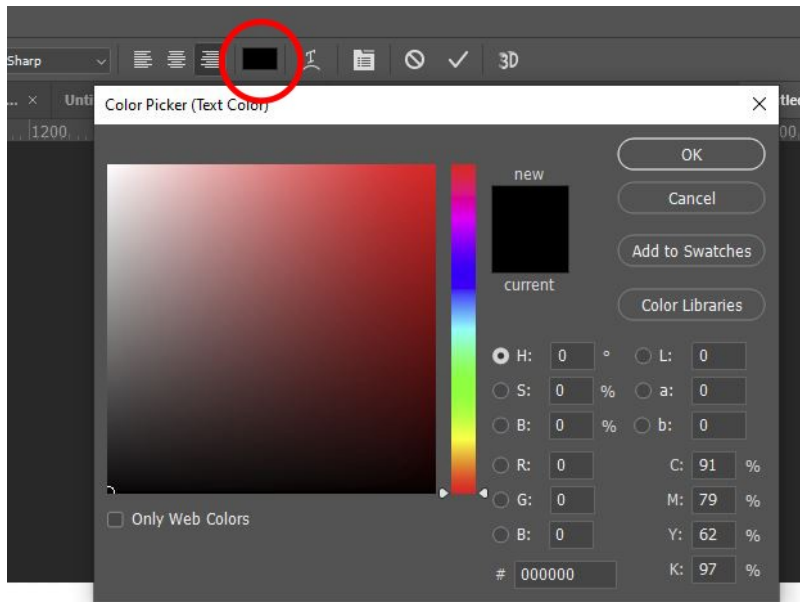 Sharp
3D
... × Unti
1200
Color Picker (Text Color)
OK
new
Cancel
Add to Swatches
current
Color Libraries
H: 0 ° L: 0
S: 0 % a: 0
B: 0 % b: 0
R: 0 C: 91 %
G: 0 M: 79 %
Only Web Colors
B: 0 Y: 62 %
# 000000 K: 97 %